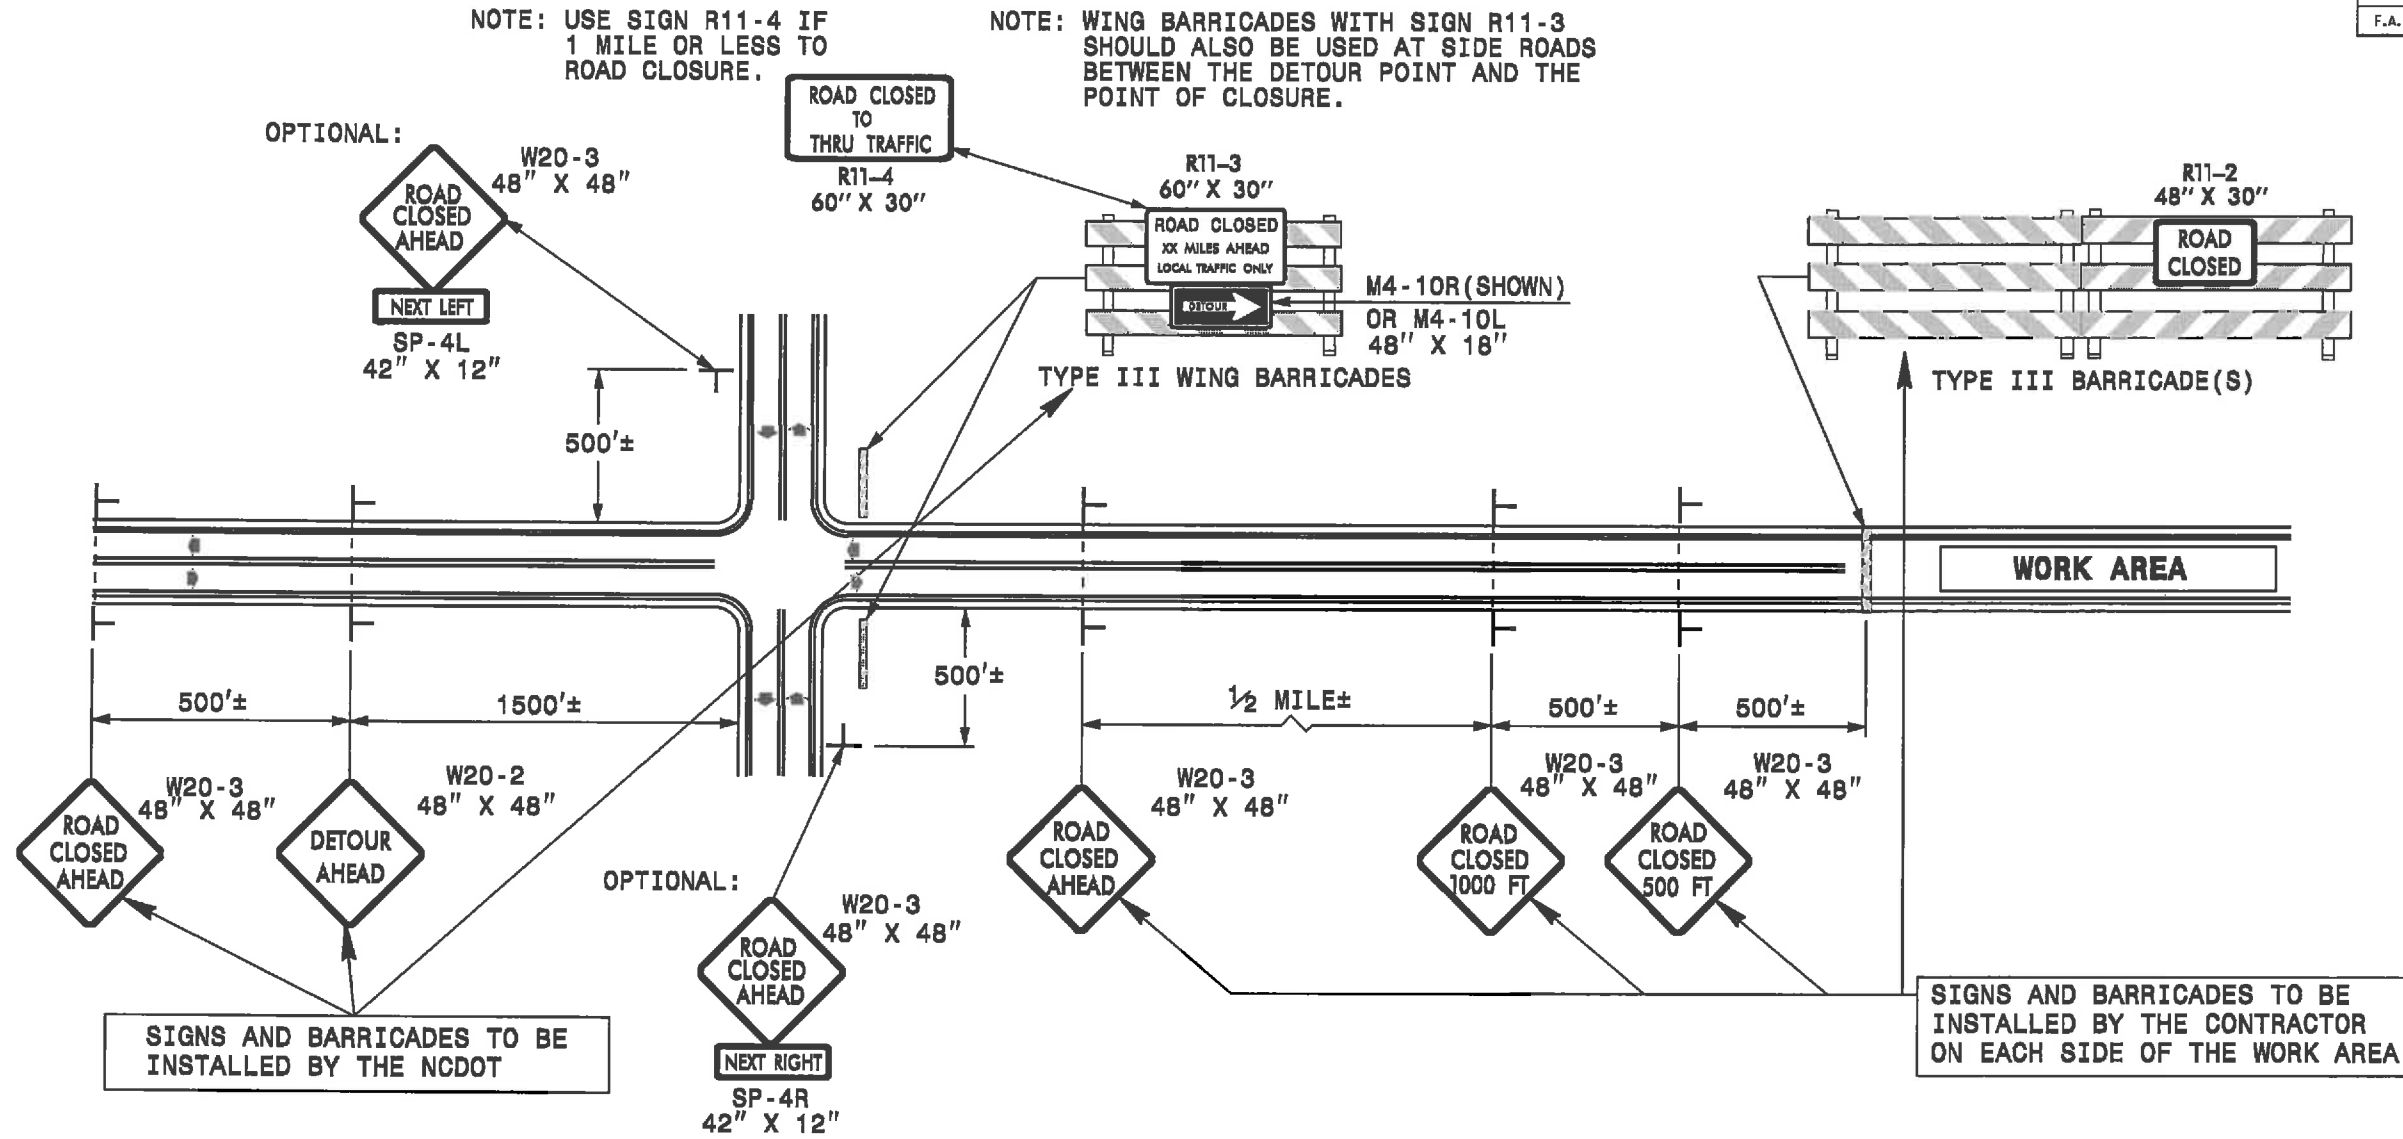 NOTE: USE SIGN R11-4 IF
1 MILE OR LESS TO
ROAD CLOSURE.
NOTE: WING BARRICADES WITH SIGN R11-3
SHOULD ALSO BE USED AT SIDE ROADS
BETWEEN THE DETOUR POINT AND THE
POINT OF CLOSURE.
F.A.
OPTIONAL:
ROAD
CLOSED
AHEAD
W20-3
48" X 48"
NEXT LEFT
SP-4L
42" X 12"
ROAD CLOSED
TO
THRU TRAFFIC
R11-4
60" X 30"
R11-3
60" X 30"
ROAD CLOSED
XX MILES AHEAD
LOCAL TRAFFIC ONLY
DETOUR
M4-10R(SHOWN)
OR M4-10L
48" X 18"
TYPE III WING BARRICADES
R11-2
48" X 30"
ROAD
CLOSED
TYPE III BARRICADE(S)
500'±
WORK AREA
500'±
1500'±
500'±
1/2 MILE±
500'±
500'±
W20-3
48" X 48"
ROAD
CLOSED
AHEAD
W20-2
48" X 48"
DETOUR
AHEAD
OPTIONAL:
W20-3
48" X 48"
ROAD
CLOSED
AHEAD
NEXT RIGHT
SP-4R
42" X 12"
W20-3
48" X 48"
ROAD
CLOSED
AHEAD
W20-3
48" X 48"
ROAD
CLOSED
1000 FT
W20-3
48" X 48"
ROAD
CLOSED
500 FT
SIGNS AND BARRICADES TO BE
INSTALLED BY THE NCDOT
SIGNS AND BARRICADES TO BE
INSTALLED BY THE CONTRACTOR
ON EACH SIDE OF THE WORK AREA